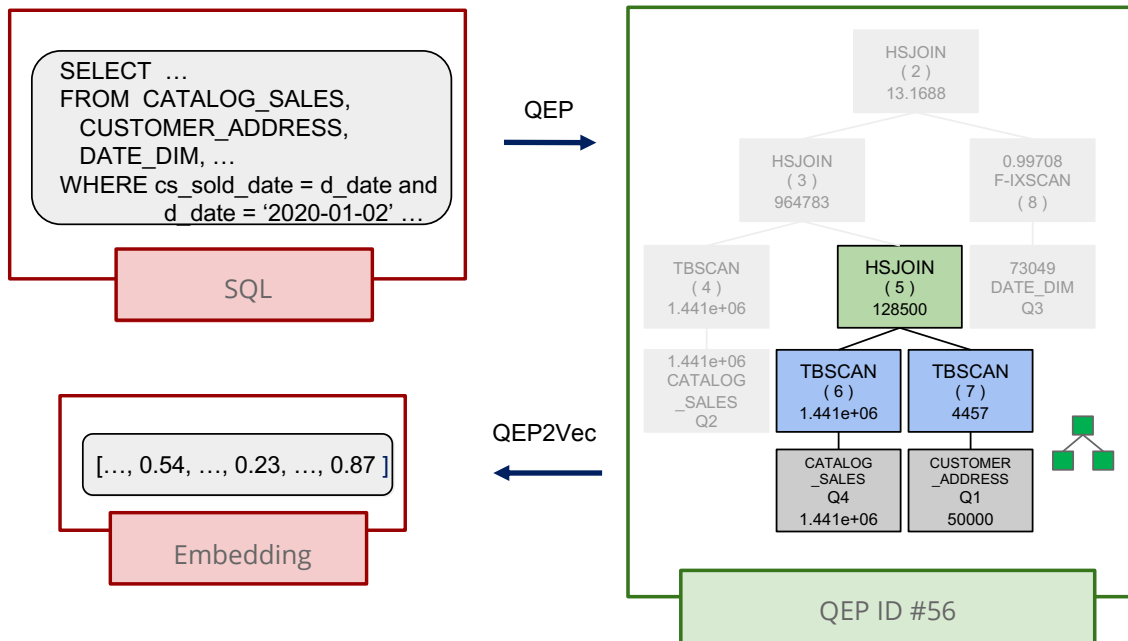 SELECT …
FROM CATALOG_SALES,
CUSTOMER_ADDRESS,
DATE_DIM, …
WHERE cs_sold_date = d_date and
d_date = ‘2020-01-02’ …
SQL
QEP
HSJOIN
( 2 )
13.1688
HSJOIN
( 3 )
964783
0.99708
F-IXSCAN
( 8 )
TBSCAN
( 4 )
1.441e+06
HSJOIN
( 5 )
128500
73049
DATE_DIM
Q3
1.441e+06
CATALOG
_SALES
Q2
TBSCAN
( 6 )
1.441e+06
TBSCAN
( 7 )
4457
CATALOG
_SALES
Q4
1.441e+06
CUSTOMER
_ADDRESS
Q1
50000
QEP ID #56
QEP2Vec
[…, 0.54, …, 0.23, …, 0.87 ]
Embedding